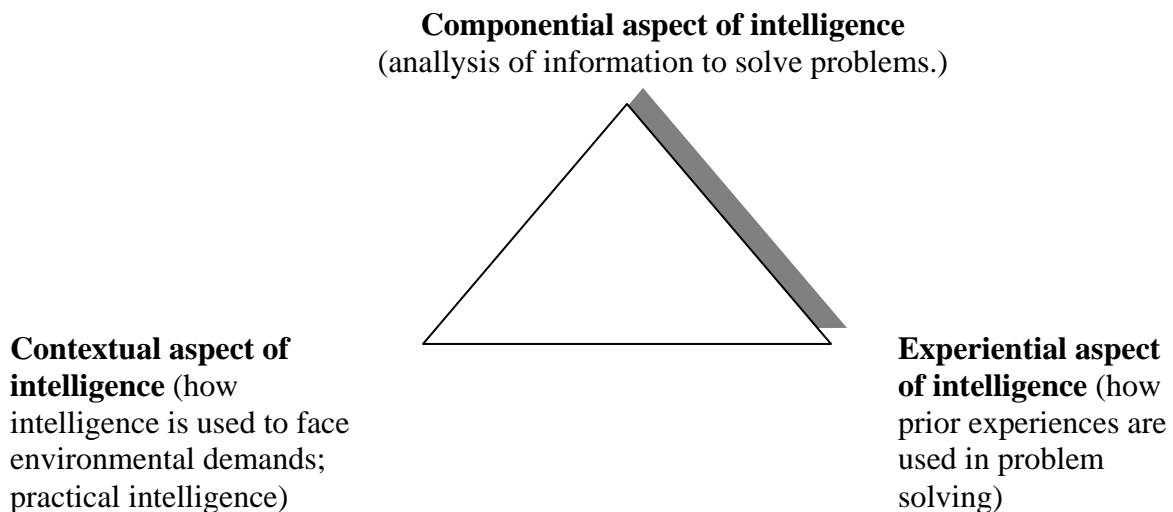 Componential aspect of intelligence
(anallysis of information to solve problems.)
Contextual aspect of
intelligence (how
intelligence is used to face
environmental demands;
practical intelligence)
Experiential aspect
of intelligence (how
prior experiences are
used in problem
solving)